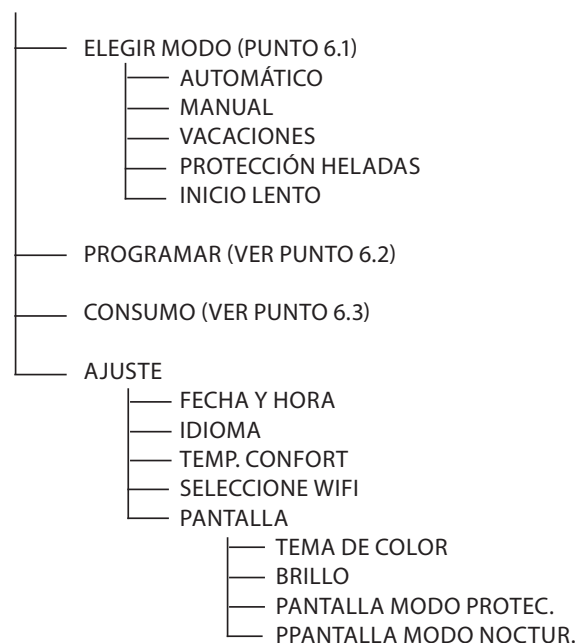 ELEGIR MODO (PUNTO 6.1)
AUTOMÁTICO
MANUAL
VACACIONES
PROTECCIÓN HELADAS
INICIO LENTO
PROGRAMAR (VER PUNTO 6.2)
CONSUMO (VER PUNTO 6.3)
AJUSTE
FECHA Y HORA
IDIOMA
TEMP. CONFORT
SELECCIONE WIFI
PANTALLA
TEMA DE COLOR
BRILLO
PANTALLA MODO PROTEC.
PPANTALLA MODO NOCTUR.